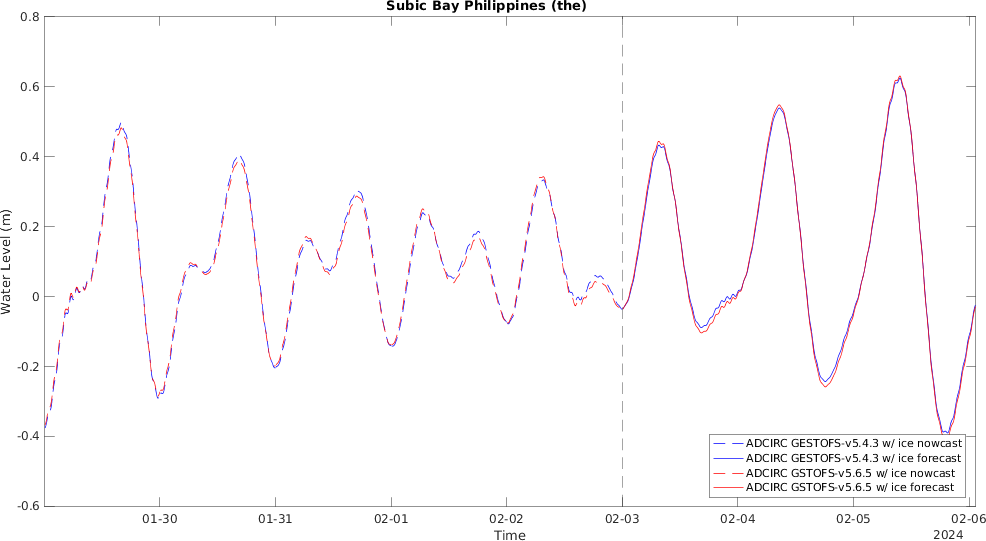 Subic Bay Philippines (the)
0.8
0.6
0.4
0.2
0
-0.2
-0.4
-0.6
Water Level (m)
ADCIRC GESTOFS-v5.4.3 w/ ice nowcast
ADCIRC GESTOFS-v5.4.3 w/ ice forecast
ADCIRC GSTOFS-v5.6.5 w/ ice nowcast
ADCIRC GSTOFS-v5.6.5 w/ ice forecast
01-30 01-31 02-01 02-02 02-03 02-04 02-05 02-06
Time
2024